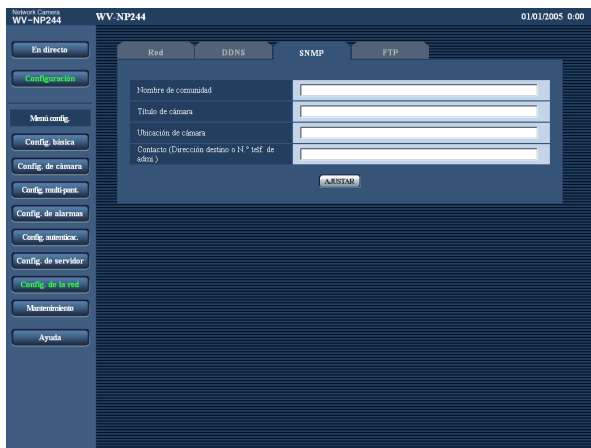 Network Camera
WV-NP244
WV-NP244
01/01/2005 0:00
En directo
Configuración
Menú config.
Config. básica
Config. de cámara
Config. multi-pant.
Config. de alarmas
Config. autenticac.
Config. de servidor
Config. de la red
Mantenimiento
Ayuda
Red
DDNS
SNMP
FTP
Nombre de comunidad
Título de cámara
Ubicación de cámara
Contacto (Dirección destino o N.° telf. de
admi.)
AJUSTAR